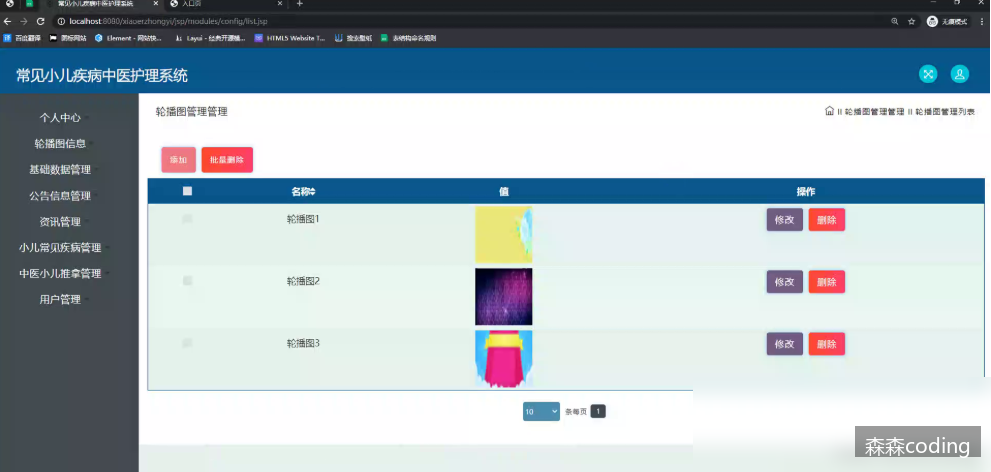 常见小儿疾病中医护理系统
入口页
localhost:8080/xiaoerzhongyi/jsp/modules/config/list.jsp
无痕模式
百度翻译
图标网站
Element - 网站快...
Layui - 经典开源模...
HTML5 Website T...
表结构命名规则
常见小儿疾病中医护理系统
个人中心
轮播图信息
基础数据管理
公告信息管理
资讯管理
小儿常见疾病管理
中医小儿推拿管理
用户管理
轮播图管理管理
轮播图管理管理 轮播图管理列表
添加 批量删除
名称 值 操作
轮播图1 修改 删除
轮播图2 修改 删除
轮播图3 修改 删除
10 条每页 1
森森coding